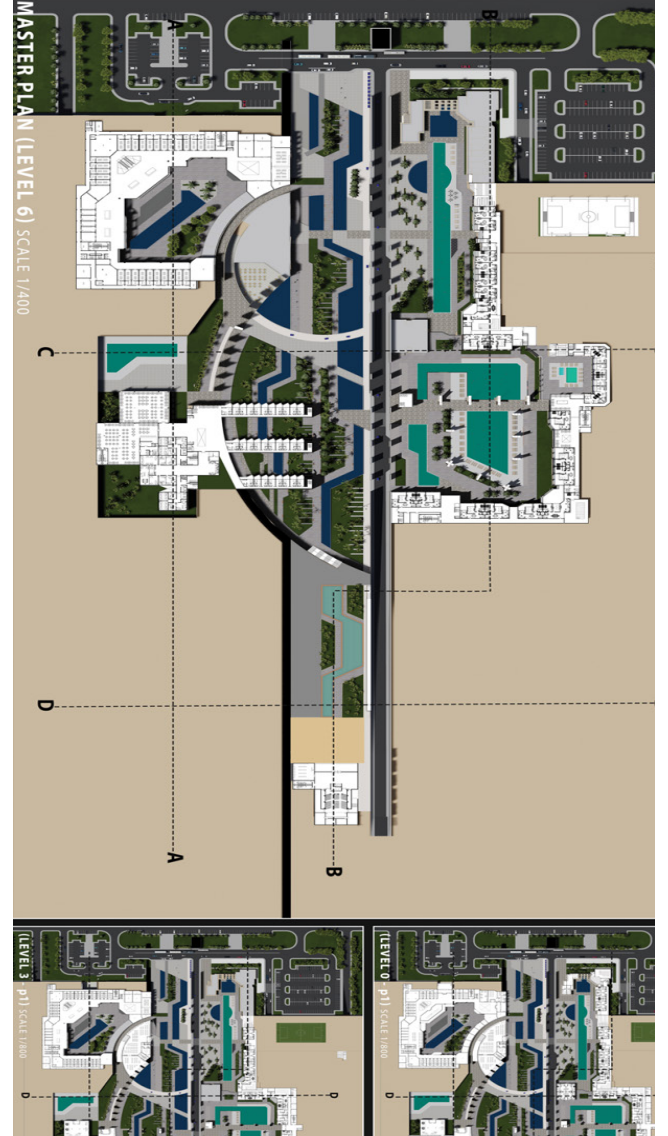 MASTER PLAN (LEVEL 6) SCALE 1/400
A
B
C
D
A
B
(LEVEL 3 - p1) SCALE 1/800
D
D
(LEVEL 0 - p1) SCALE 1/800
D